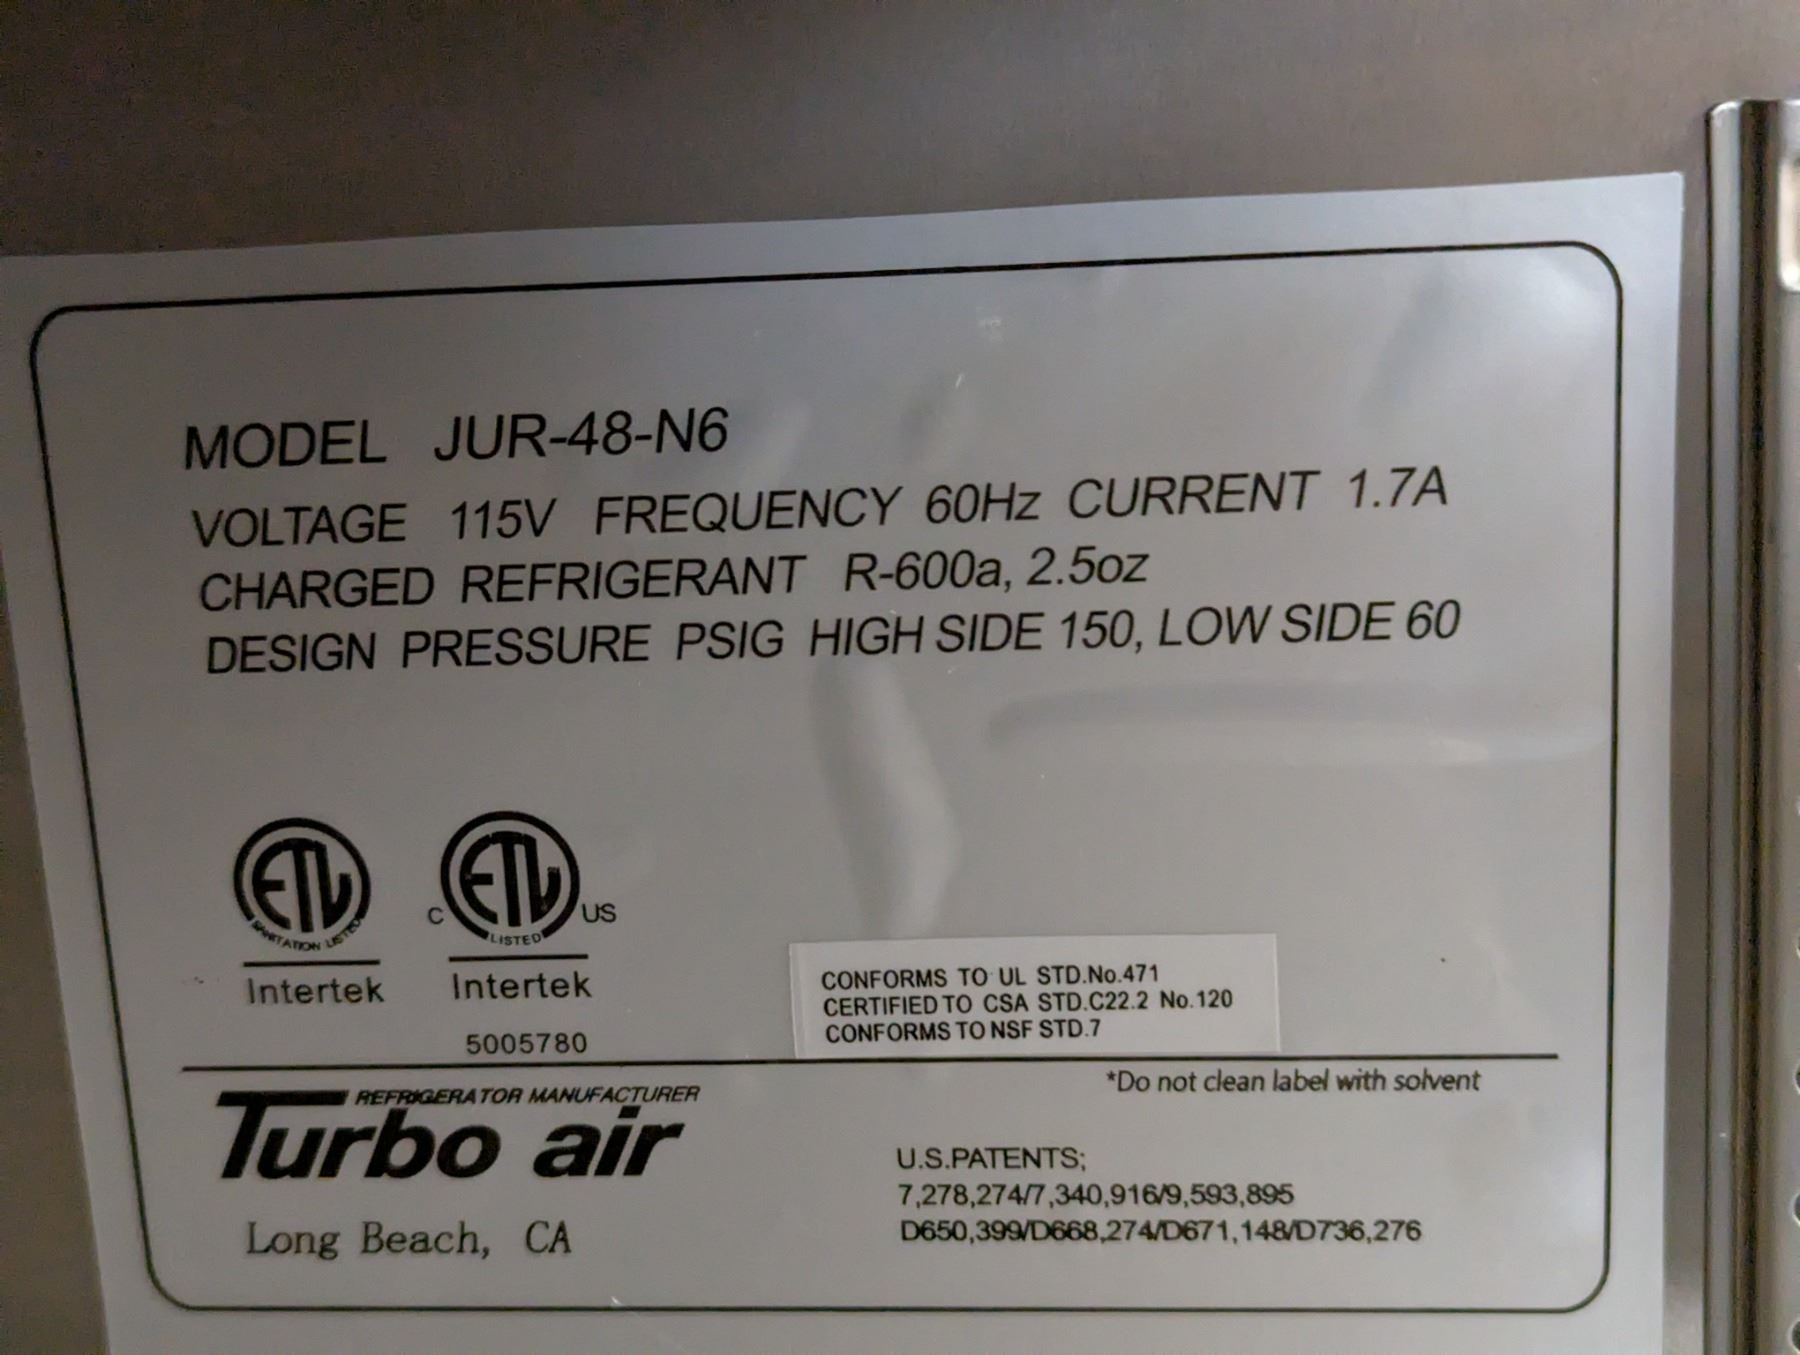 MODEL JUR-48-N6
VOLTAGE 115V FREQUENCY 60Hz CURRENT 1.7A
CHARGED REFRIGERANT R-600a, 2.5oz
DESIGN PRESSURE PSIG HIGH SIDE 150, LOW SIDE 60
ETL
SANITATION LISTED
Intertek
C ETL US
LISTED
Intertek
5005780
CONFORMS TO UL STD.No.471
CERTIFIED TO CSA STD.C22.2 No.120
CONFORMS TO NSF STD.7
*Do not clean label with solvent
REFRIGERATOR MANUFACTURER
Turbo air
Long Beach, CA
U.S.PATENTS;
7,278,274/7,340,916/9,593,895
D650,399/D668,274/D671,148/D736,276